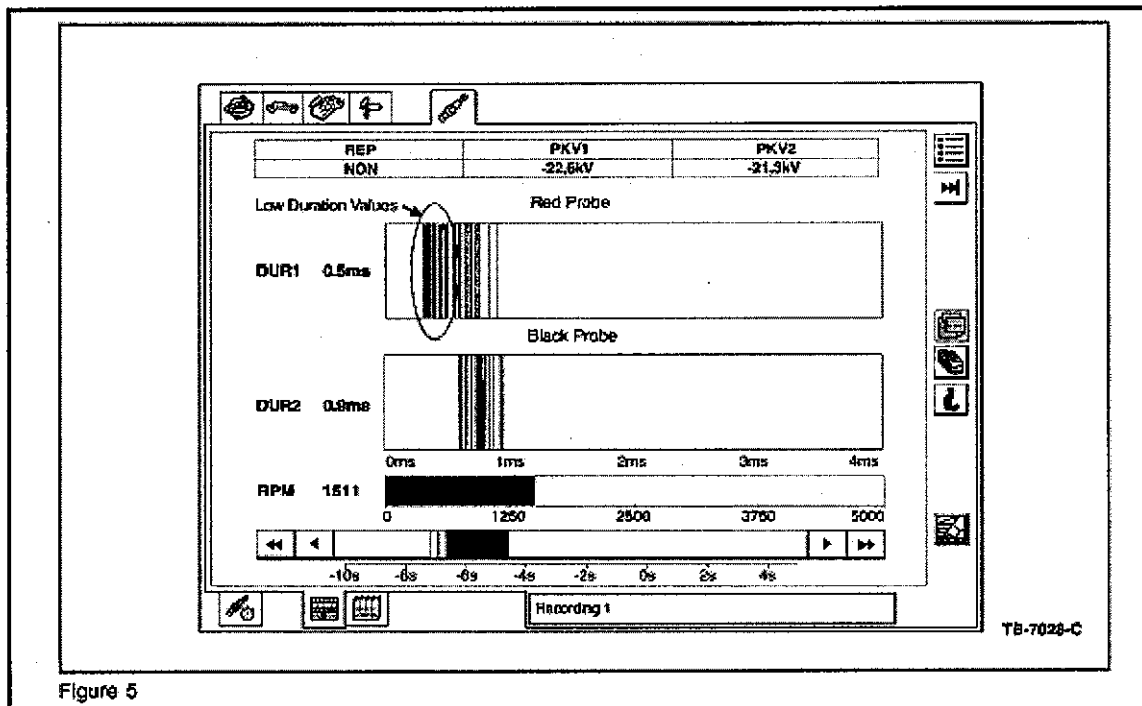 REP PKV1 PKV2
NON -22.6kV -21.3kV
Low Duration Values Red Probe
DUR1 0.5ms
Black Probe
DUR2 0.9ms
0ms 1ms 2ms 3ms 4ms
RPM 1511
0 1250 2500 3750 5000
-10s -8s -6s -4s -2s 0s 2s 4s
Recording 1
TB-7028-C
Figure 5